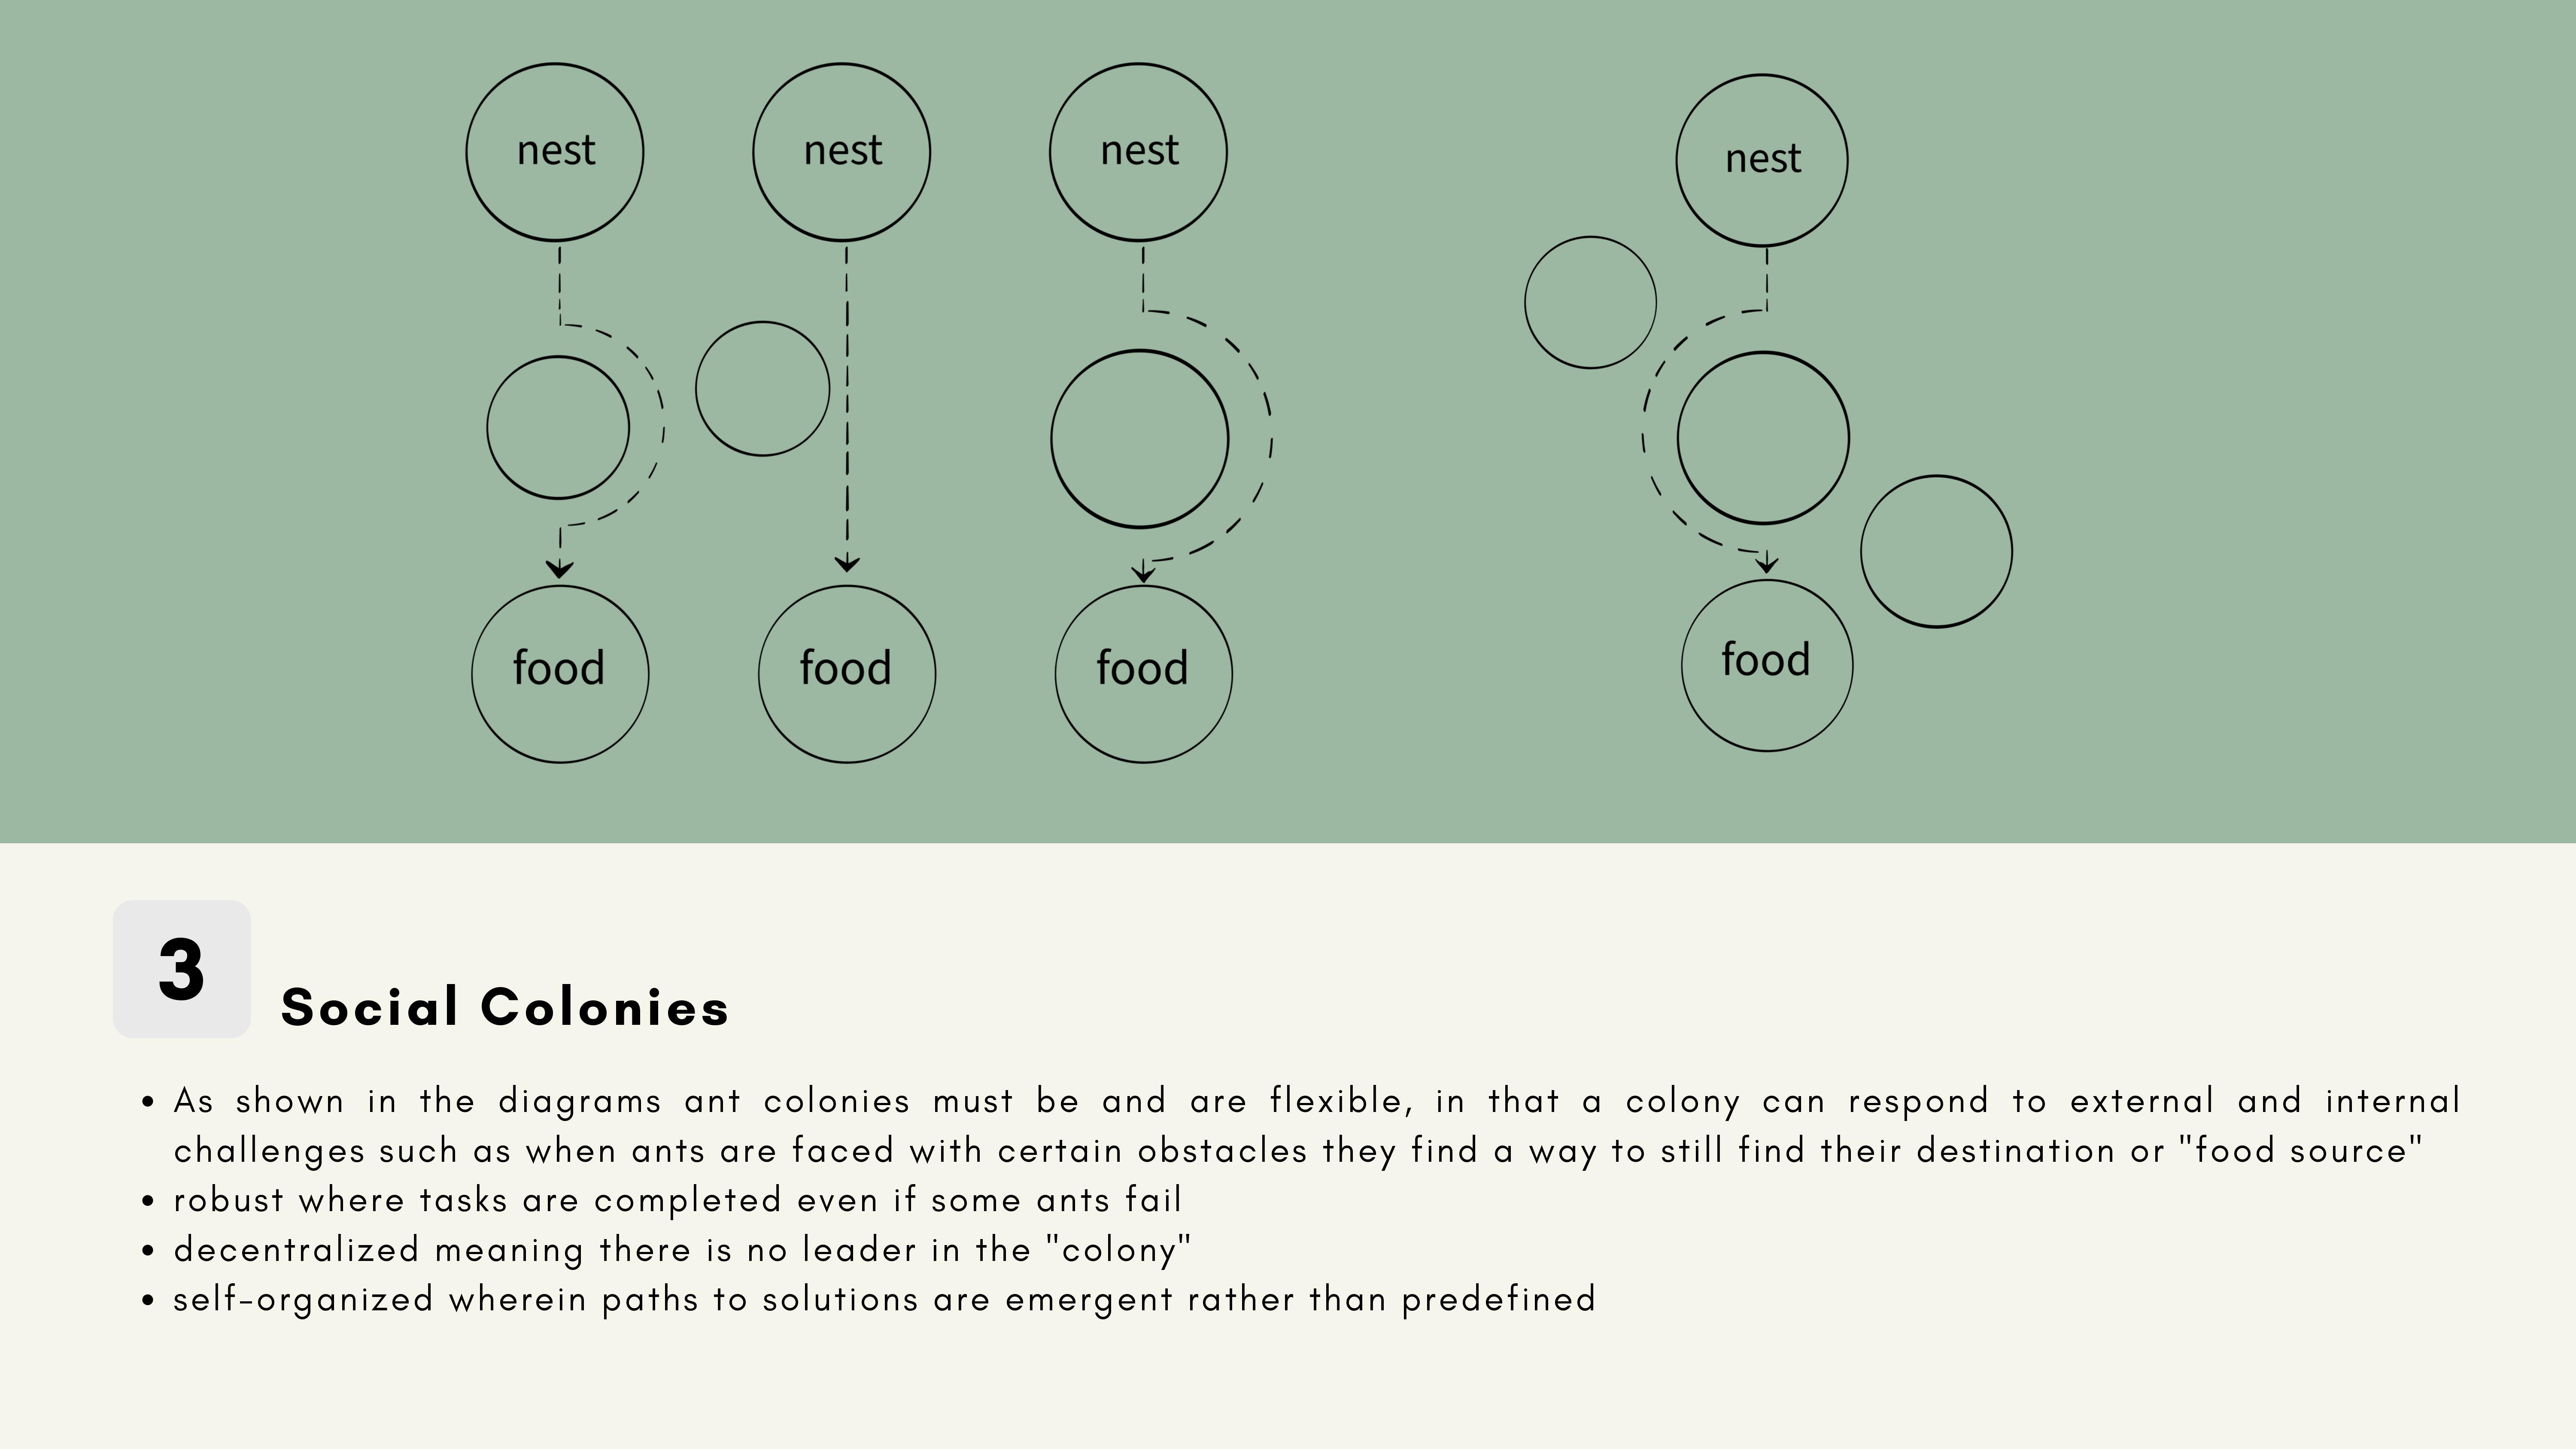 nest
nest
nest
nest
food
food
food
food
3
Social Colonies
• As shown in the diagrams ant colonies must be and are flexible, in that a colony can respond to external and internal
challenges such as when ants are faced with certain obstacles they find a way to still find their destination or "food source"
• robust where tasks are completed even if some ants fail
• decentralized meaning there is no leader in the "colony"
• self-organized wherein paths to solutions are emergent rather than predefined